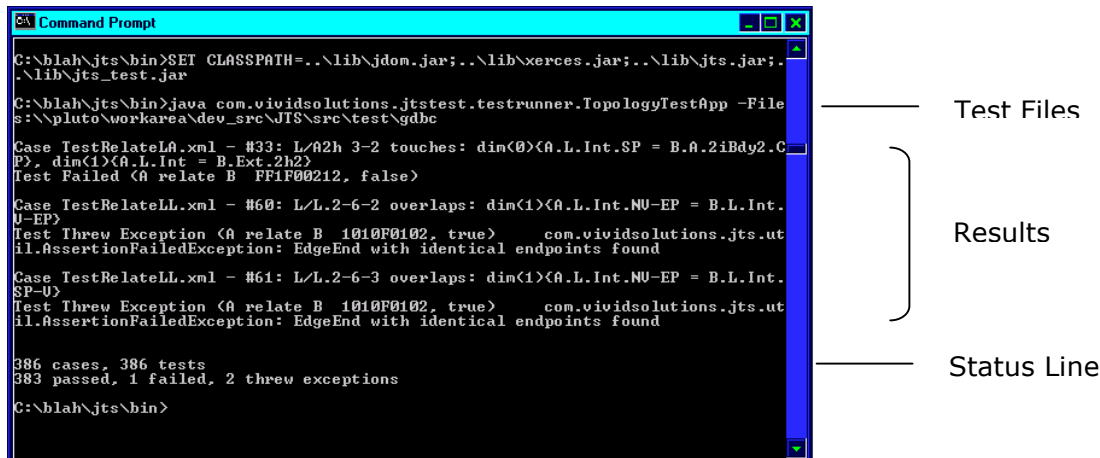 Command Prompt
C:\blah\jts\bin>SET CLASSPATH=..\lib\jdom.jar;..\lib\xerces.jar;..\lib\jts.jar;.
.\lib\jts_test.jar
C:\blah\jts\bin>java com.vividsolutions.jtstest.testrunner.TopologyTestApp -File
s:\\pluto\workarea\dev_src\JTS\src\test\gdbc
Test Files
Case TestRelateLA.xml - #33: L/A2h 3-2 touches: dim(0){A.L.Int.SP = B.A.2iBdy2.C
P}, dim(1){A.L.Int = B.Ext.2h2}
Test Failed (A relate B  FF1F00212, false)
Case TestRelateLL.xml - #60: L/L.2-6-2 overlaps: dim(1){A.L.Int.NV-EP = B.L.Int.
V-EP}
Test Threw Exception (A relate B  1010F0102, true)     com.vividsolutions.jts.ut
il.AssertionFailedException: EdgeEnd with identical endpoints found
Results
Case TestRelateLL.xml - #61: L/L.2-6-3 overlaps: dim(1){A.L.Int.NV-EP = B.L.Int.
SP-V}
Test Threw Exception (A relate B  1010F0102, true)     com.vividsolutions.jts.ut
il.AssertionFailedException: EdgeEnd with identical endpoints found
386 cases, 386 tests
383 passed, 1 failed, 2 threw exceptions
Status Line
C:\blah\jts\bin>